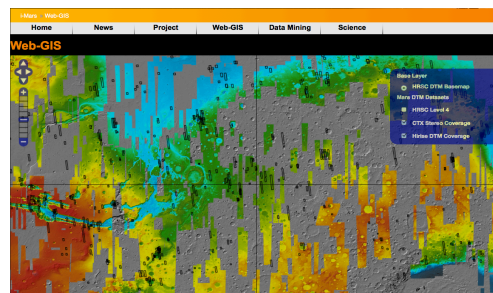 i-Mars Web-GIS
Home News Project Web-GIS Data Mining Science
Web-GIS
Base Layer
HRSC DTM Basemap
Mars DTM Datasets
HRSC Level 4
CTX Stereo Coverage
Hirise DTM Coverage